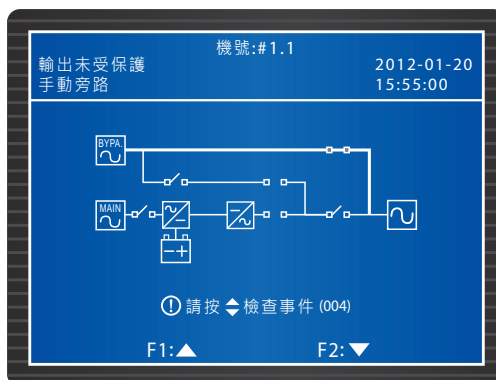 機號:#1.1
輸出未受保護
2012-01-20
手動旁路
15:55:00
BYPA.
MAIN
請按檢查事件 (004)
F1:
F2: